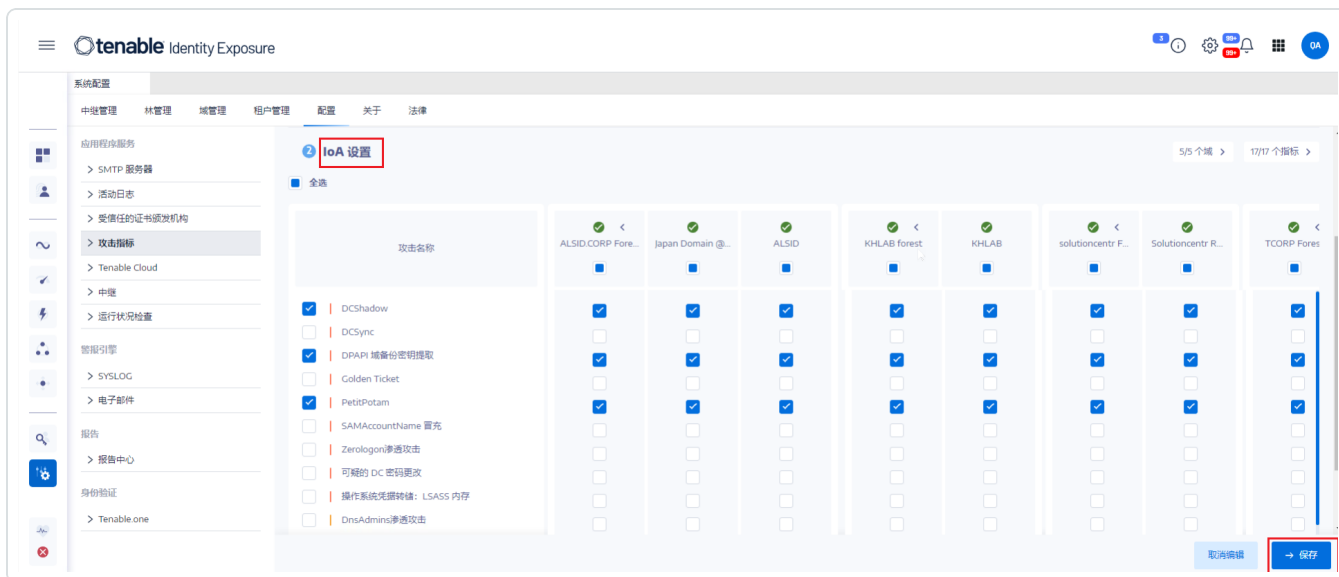 tenable Identity Exposure
3
99+
99+
QA
系统配置
中继管理 林管理 域管理 租户管理 配置 关于 法律
应用程序服务
SMTP 服务器
活动日志
受信任的证书颁发机构
攻击指标
Tenable Cloud
中继
运行状况检查
警报引擎
SYSLOG
电子邮件
报告
报告中心
身份验证
Tenable.one
2 IoA 设置
5/5 个域 >
17/17 个指标 >
全选
攻击名称
ALSID.CORP Fore... Japan Domain @... ALSID KHLAB forest KHLAB solutioncentr F... Solutioncentr R... TCORP Fores
DCShadow
DCSync
DPAPI 域备份密钥提取
Golden Ticket
PetitPotam
SAMAccountName 冒充
Zerologon渗透攻击
可疑的 DC 密码更改
操作系统凭据转储：LSASS 内存
DnsAdmins渗透攻击
取消编辑
→ 保存